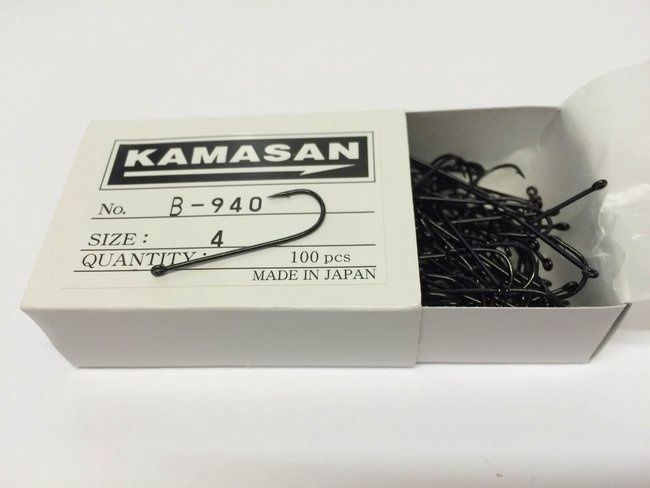 KAMASAN
No. B-940
SIZE: 4
QUANTITY: 100 pcs
MADE IN JAPAN